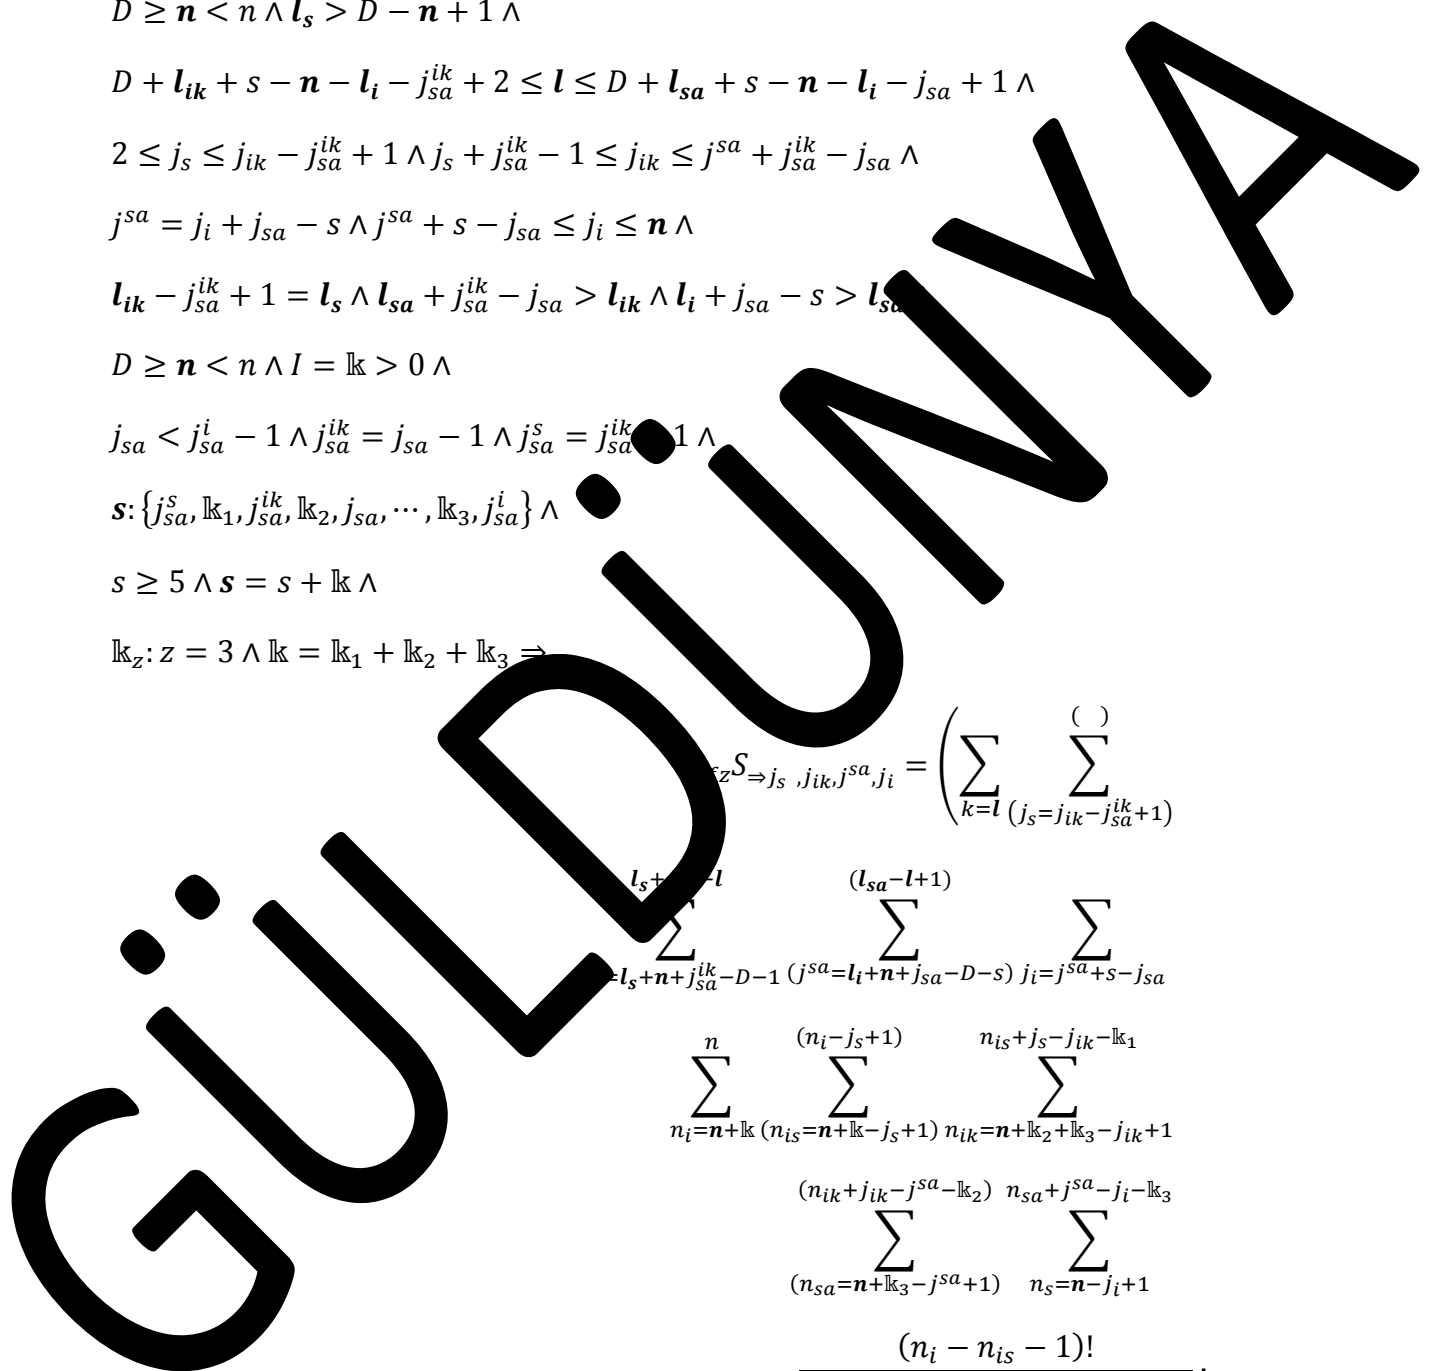 D ≥ n < n ∧ l_s > D − n + 1 ∧
D + l_ik + s − n − l_i − j_sa^ik + 2 ≤ l ≤ D + l_sa + s − n − l_i − j_sa + 1 ∧
2 ≤ j_s ≤ j_ik − j_sa^ik + 1 ∧ j_s + j_sa^ik − 1 ≤ j_ik ≤ j^sa + j_sa^ik − j_sa ∧
j^sa = j_i + j_sa − s ∧ j^sa + s − j_sa ≤ j_i ≤ n ∧
l_ik − j_sa^ik + 1 = l_s ∧ l_sa + j_sa^ik − j_sa > l_ik ∧ l_i + j_sa − s > l_sa
D ≥ n < n ∧ I = 𝕜 > 0 ∧
j_sa < j_sa^i − 1 ∧ j_sa^ik = j_sa − 1 ∧ j_sa^s = j_sa^ik 1 ∧
s: {j_sa^s, 𝕜_1, j_sa^ik, 𝕜_2, j_sa, ⋯, 𝕜_3, j_sa^i} ∧
s ≥ 5 ∧ s = s + 𝕜 ∧
𝕜_z: z = 3 ∧ 𝕜 = 𝕜_1 + 𝕜_2 + 𝕜_3 ⇒
( )
z S_⇒j_s ,j_ik,j^sa,j_i = ( ∑ ∑
k=l (j_s=j_ik−j_sa^ik+1)
l_s+ −l (l_sa−l+1)
∑ ∑ ∑
=l_s+n+j_sa^ik−D−1 (j^sa=l_i+n+j_sa−D−s) j_i=j^sa+s−j_sa
n (n_i−j_s+1) n_is+j_s−j_ik−𝕜_1
∑ ∑ ∑
n_i=n+𝕜 (n_is=n+𝕜−j_s+1) n_ik=n+𝕜_2+𝕜_3−j_ik+1
(n_ik+j_ik−j^sa−𝕜_2) n_sa+j^sa−j_i−𝕜_3
∑ ∑
(n_sa=n+𝕜_3−j^sa+1) n_s=n−j_i+1
(n_i − n_is − 1)!
GÜLDÜNYA